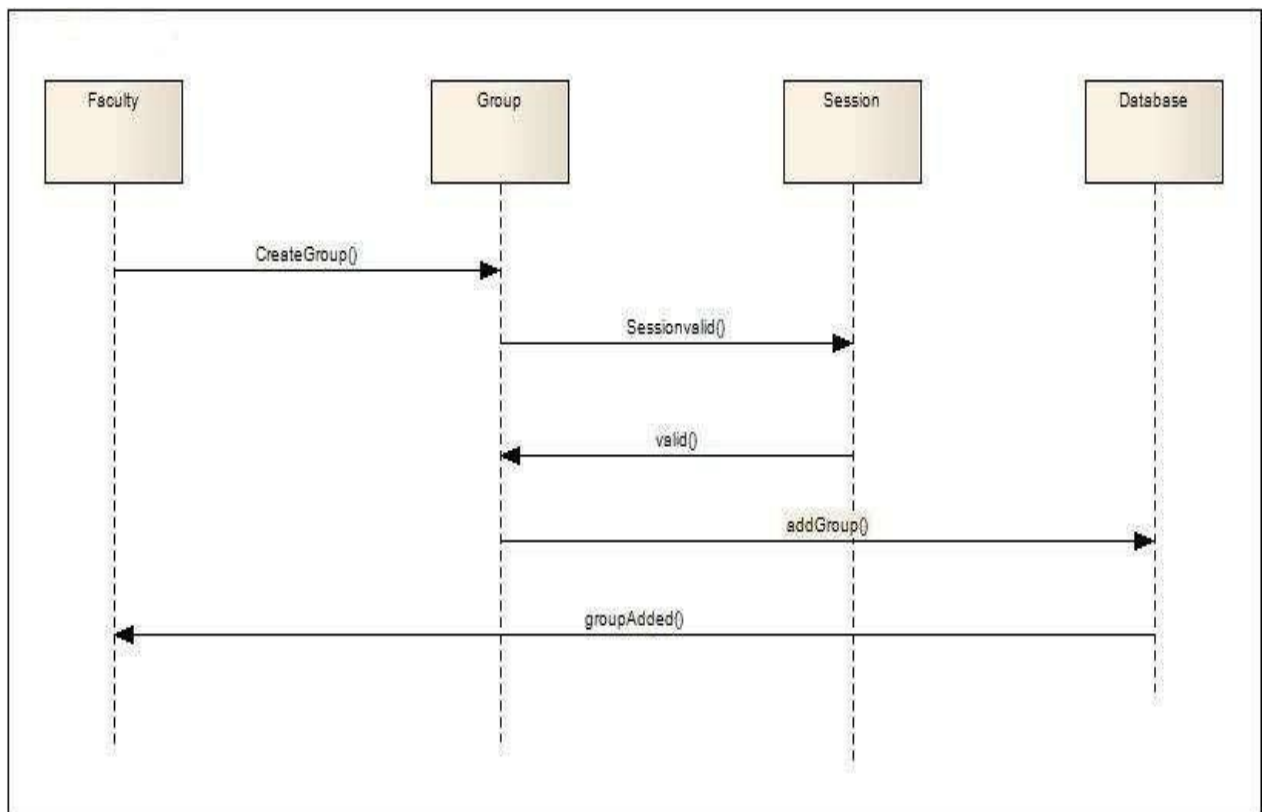 Faculty
Group
Session
Database
CreateGroup()
Sessionvalid()
valid()
addGroup()
groupAdded()